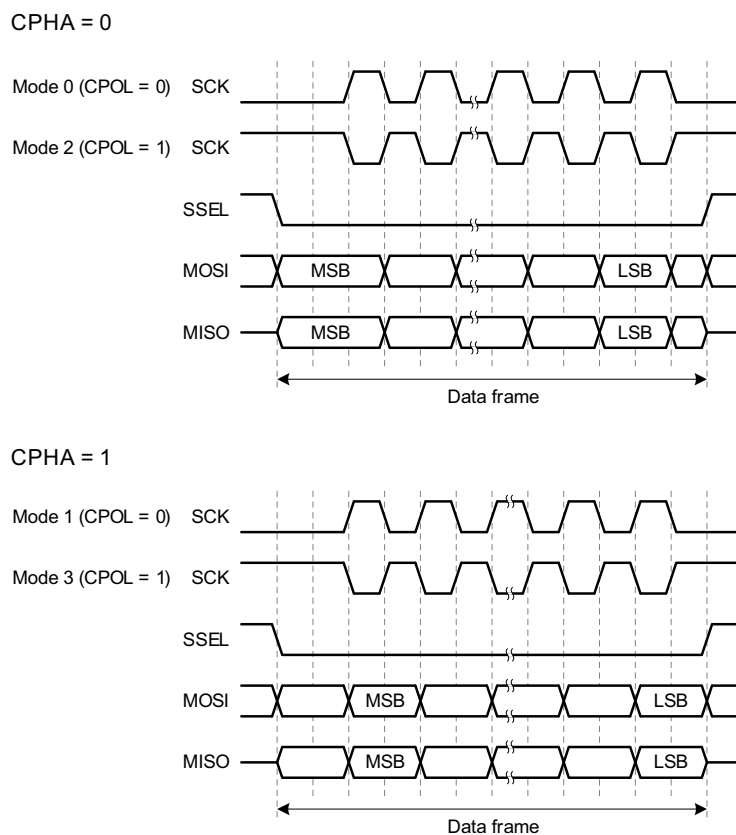 CPHA = 0
Mode 0 (CPOL = 0) SCK
Mode 2 (CPOL = 1) SCK
SSEL
MOSI MSB LSB
MISO MSB LSB
Data frame
CPHA = 1
Mode 1 (CPOL = 0) SCK
Mode 3 (CPOL = 1) SCK
SSEL
MOSI MSB LSB
MISO MSB LSB
Data frame